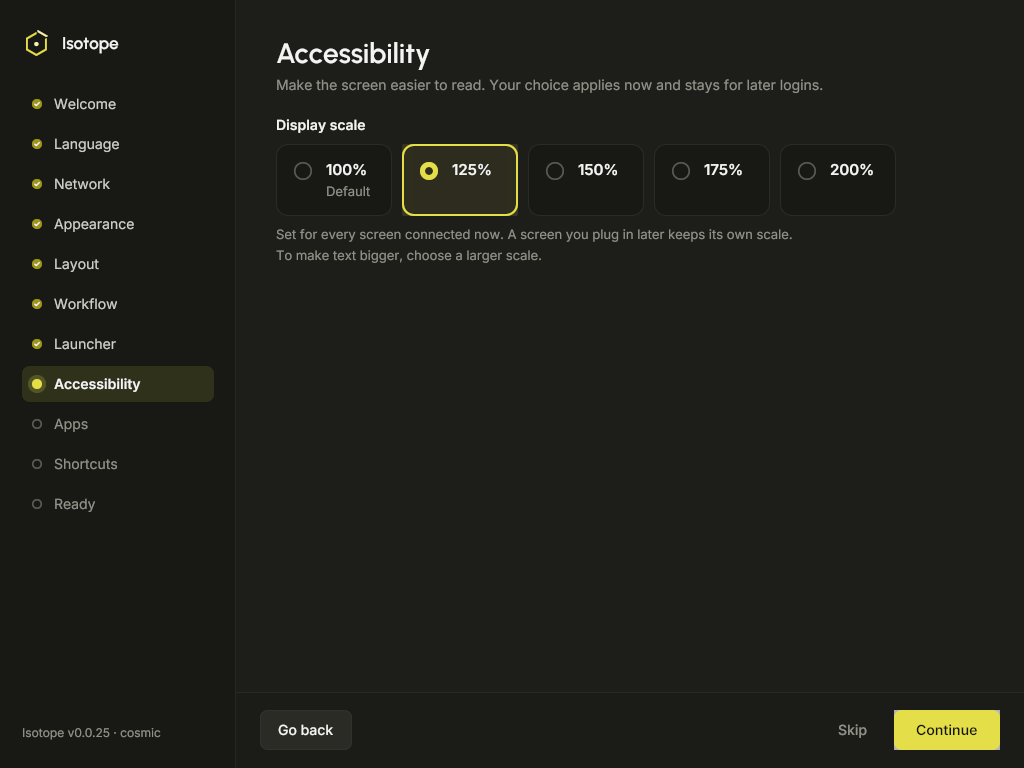 Isotope
Welcome
Language
Network
Appearance
Layout
Workflow
Launcher
Accessibility
Apps
Shortcuts
Ready
Isotope v0.0.25 · cosmic
Accessibility
Make the screen easier to read. Your choice applies now and stays for later logins.
Display scale
100%
Default
125%
150%
175%
200%
Set for every screen connected now. A screen you plug in later keeps its own scale.
To make text bigger, choose a larger scale.
Go back
Skip
Continue